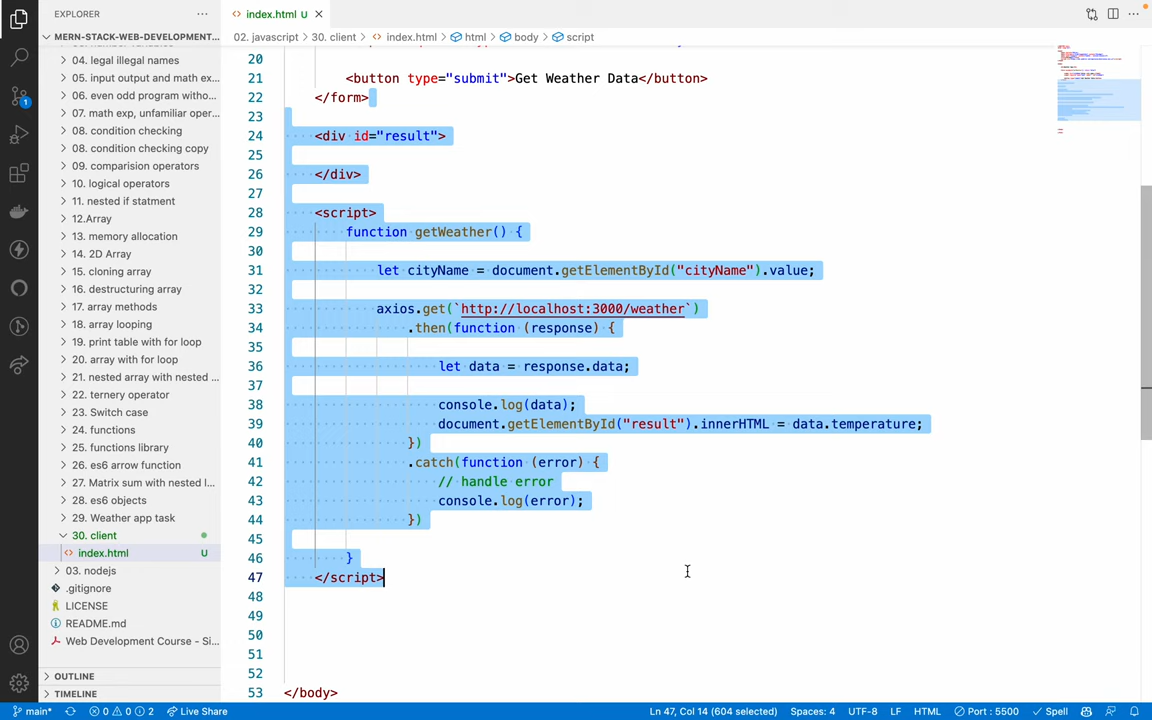 EXPLORER
···
index.html U
MERN-STACK-WEB-DEVELOPMENT...
04. legal illegal names
05. input output and math ex...
06. even odd program witho...
07. math exp, unfamiliar oper...
08. condition checking
08. condition checking copy
09. comparision operators
10. logical operators
11. nested if statment
12.Array
13. memory allocation
14. 2D Array
15. cloning array
16. destructuring array
17. array methods
18. array looping
19. print table with for loop
20. array with for loop
21. nested array with nested ...
22. ternery operator
23. Switch case
24. functions
25. functions library
26. es6 arrow function
27. Matrix sum with nested l...
28. es6 objects
29. Weather app task
30. client
index.html U
03. nodejs
.gitignore
LICENSE
README.md
Web Development Course - Si...
OUTLINE
TIMELINE
02. javascript > 30. client > index.html > html > body > script
20
21 <button type="submit">Get Weather Data</button>
22 </form>
23
24 <div id="result">
25
26 </div>
27
28 <script>
29 function getWeather() {
30
31 let cityName = document.getElementById("cityName").value;
32
33 axios.get(`http://localhost:3000/weather`)
34 .then(function (response) {
35
36 let data = response.data;
37
38 console.log(data);
39 document.getElementById("result").innerHTML = data.temperature;
40 })
41 .catch(function (error) {
42 // handle error
43 console.log(error);
44 })
45
46 }
47 </script>
48
49
50
51
52
53 </body>
1
main* 0 0 2 Live Share Ln 47, Col 14 (604 selected) Spaces: 4 UTF-8 LF HTML Port : 5500 Spell